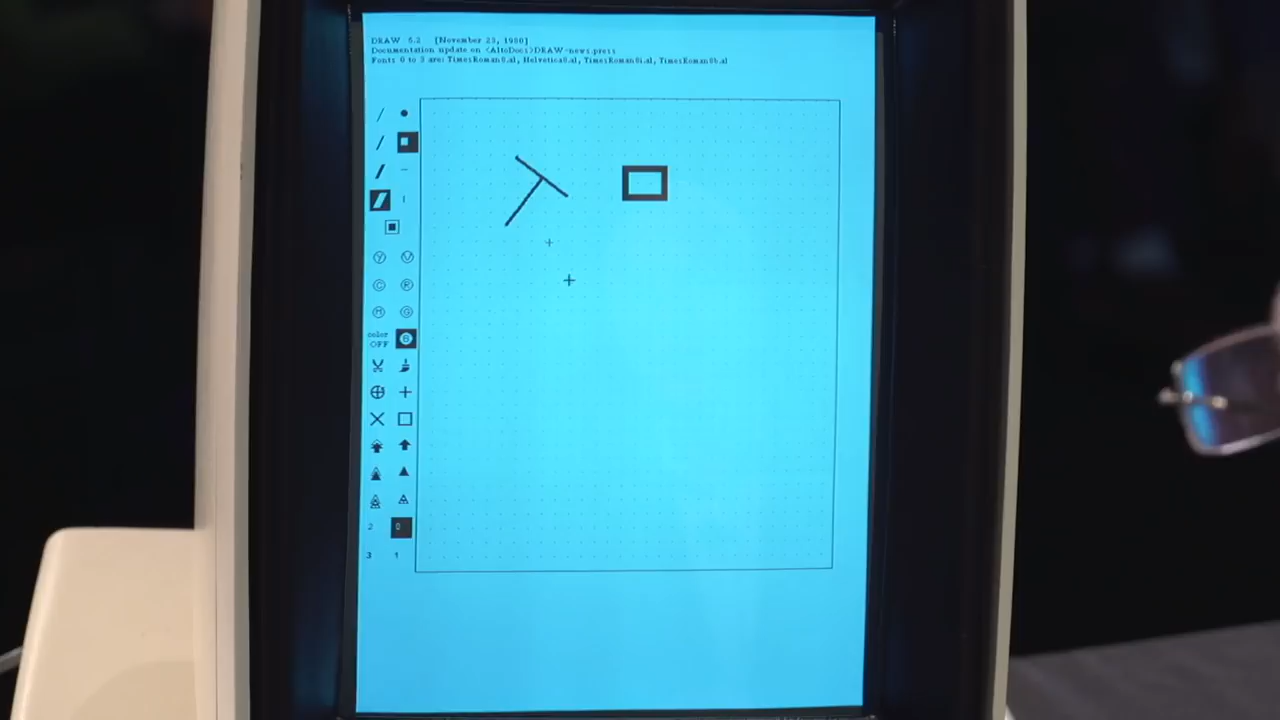 DRAW 5.2 [November 23, 1980]
Documentation update on <AltoDocs>DRAW-news.press
Fonts 0 to 3 are: TimesRoman8.al, Helvetica8.al, TimesRoman8i.al, TimesRoman8b.al
Y V
C R
M G
color
OFF B
2 0
3 1